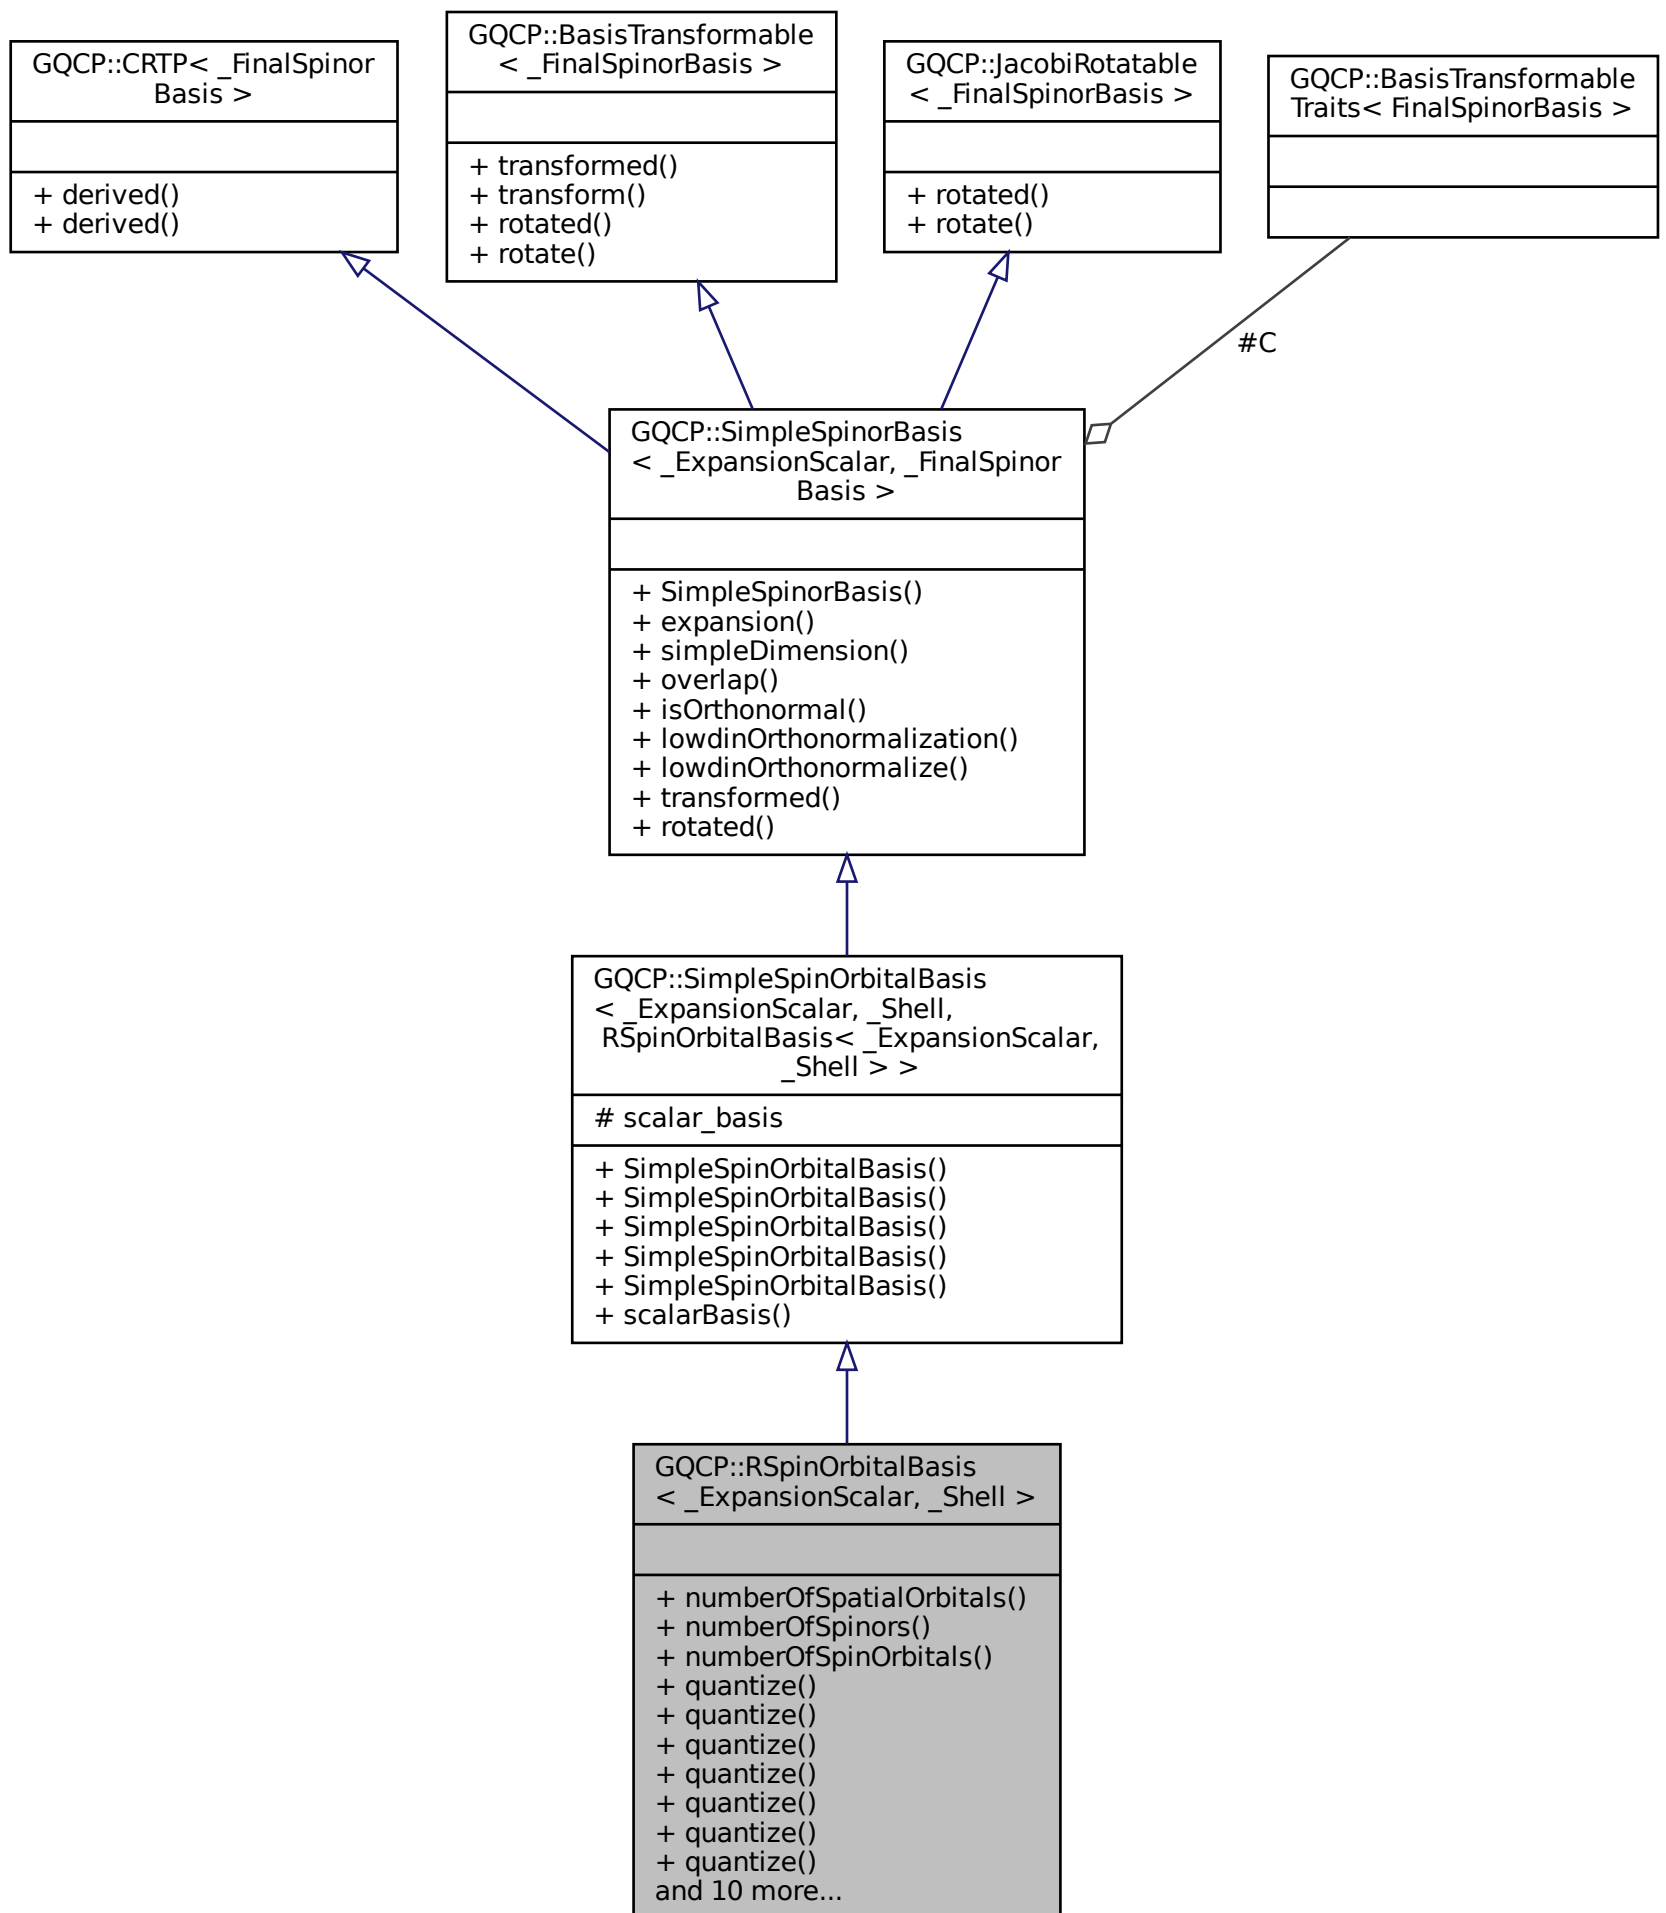 GQCP::CRTP< _FinalSpinor
Basis >
+ derived()
+ derived()
GQCP::BasisTransformable
< _FinalSpinorBasis >
+ transformed()
+ transform()
+ rotated()
+ rotate()
GQCP::JacobiRotatable
< _FinalSpinorBasis >
+ rotated()
+ rotate()
GQCP::BasisTransformable
Traits< FinalSpinorBasis >
#C
GQCP::SimpleSpinorBasis
< _ExpansionScalar, _FinalSpinor
Basis >
+ SimpleSpinorBasis()
+ expansion()
+ simpleDimension()
+ overlap()
+ isOrthonormal()
+ lowdinOrthonormalization()
+ lowdinOrthonormalize()
+ transformed()
+ rotated()
GQCP::SimpleSpinOrbitalBasis
< _ExpansionScalar, _Shell,
RSpinOrbitalBasis< _ExpansionScalar,
_Shell > >
# scalar_basis
+ SimpleSpinOrbitalBasis()
+ SimpleSpinOrbitalBasis()
+ SimpleSpinOrbitalBasis()
+ SimpleSpinOrbitalBasis()
+ SimpleSpinOrbitalBasis()
+ scalarBasis()
GQCP::RSpinOrbitalBasis
< _ExpansionScalar, _Shell >
+ numberOfSpatialOrbitals()
+ numberOfSpinors()
+ numberOfSpinOrbitals()
+ quantize()
+ quantize()
+ quantize()
+ quantize()
+ quantize()
+ quantize()
+ quantize()
and 10 more...